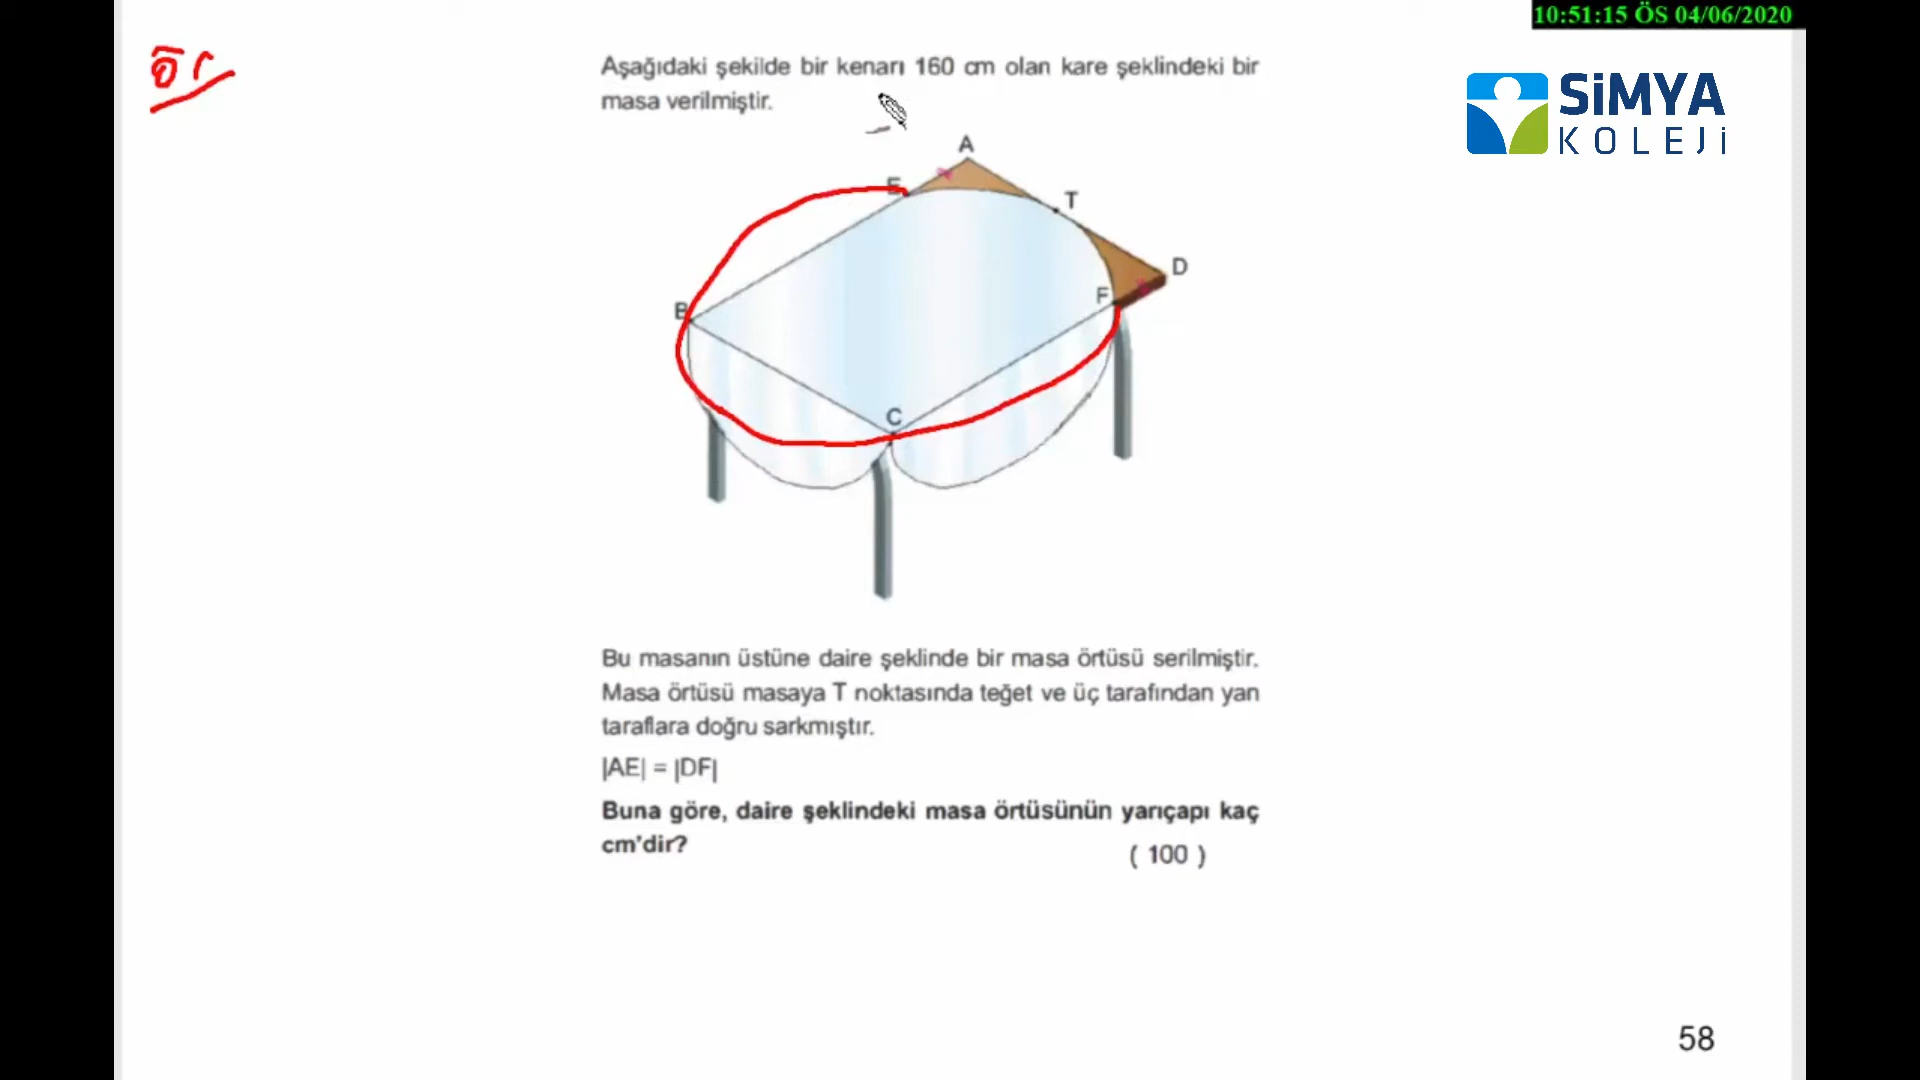 10:51:15 ÖS 04/06/2020
ör
Aşağıdaki şekilde bir kenarı 160 cm olan kare şeklindeki bir
masa verilmiştir.
SiMYA
KOLEJi
A
E
T
D
B
F
C
Bu masanın üstüne daire şeklinde bir masa örtüsü serilmiştir.
Masa örtüsü masaya T noktasında teğet ve üç tarafından yan
taraflara doğru sarkmıştır.
|AE| = |DF|
Buna göre, daire şeklindeki masa örtüsünün yarıçapı kaç
cm'dir?
( 100 )
58